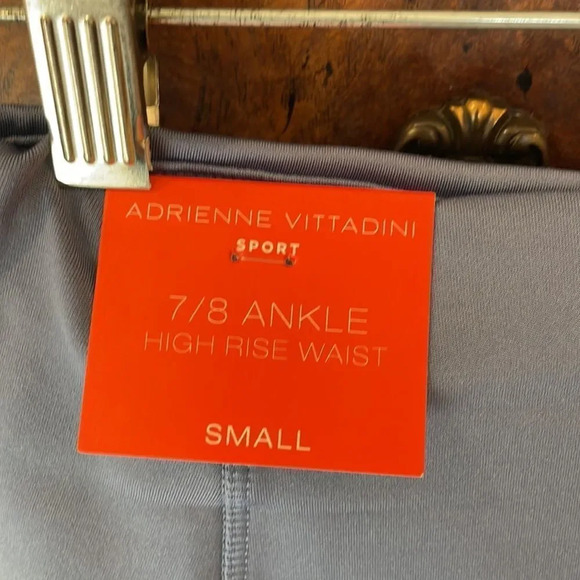 ADRIENNE VITTADINI
SPORT
7/8 ANKLE
HIGH RISE WAIST
SMALL